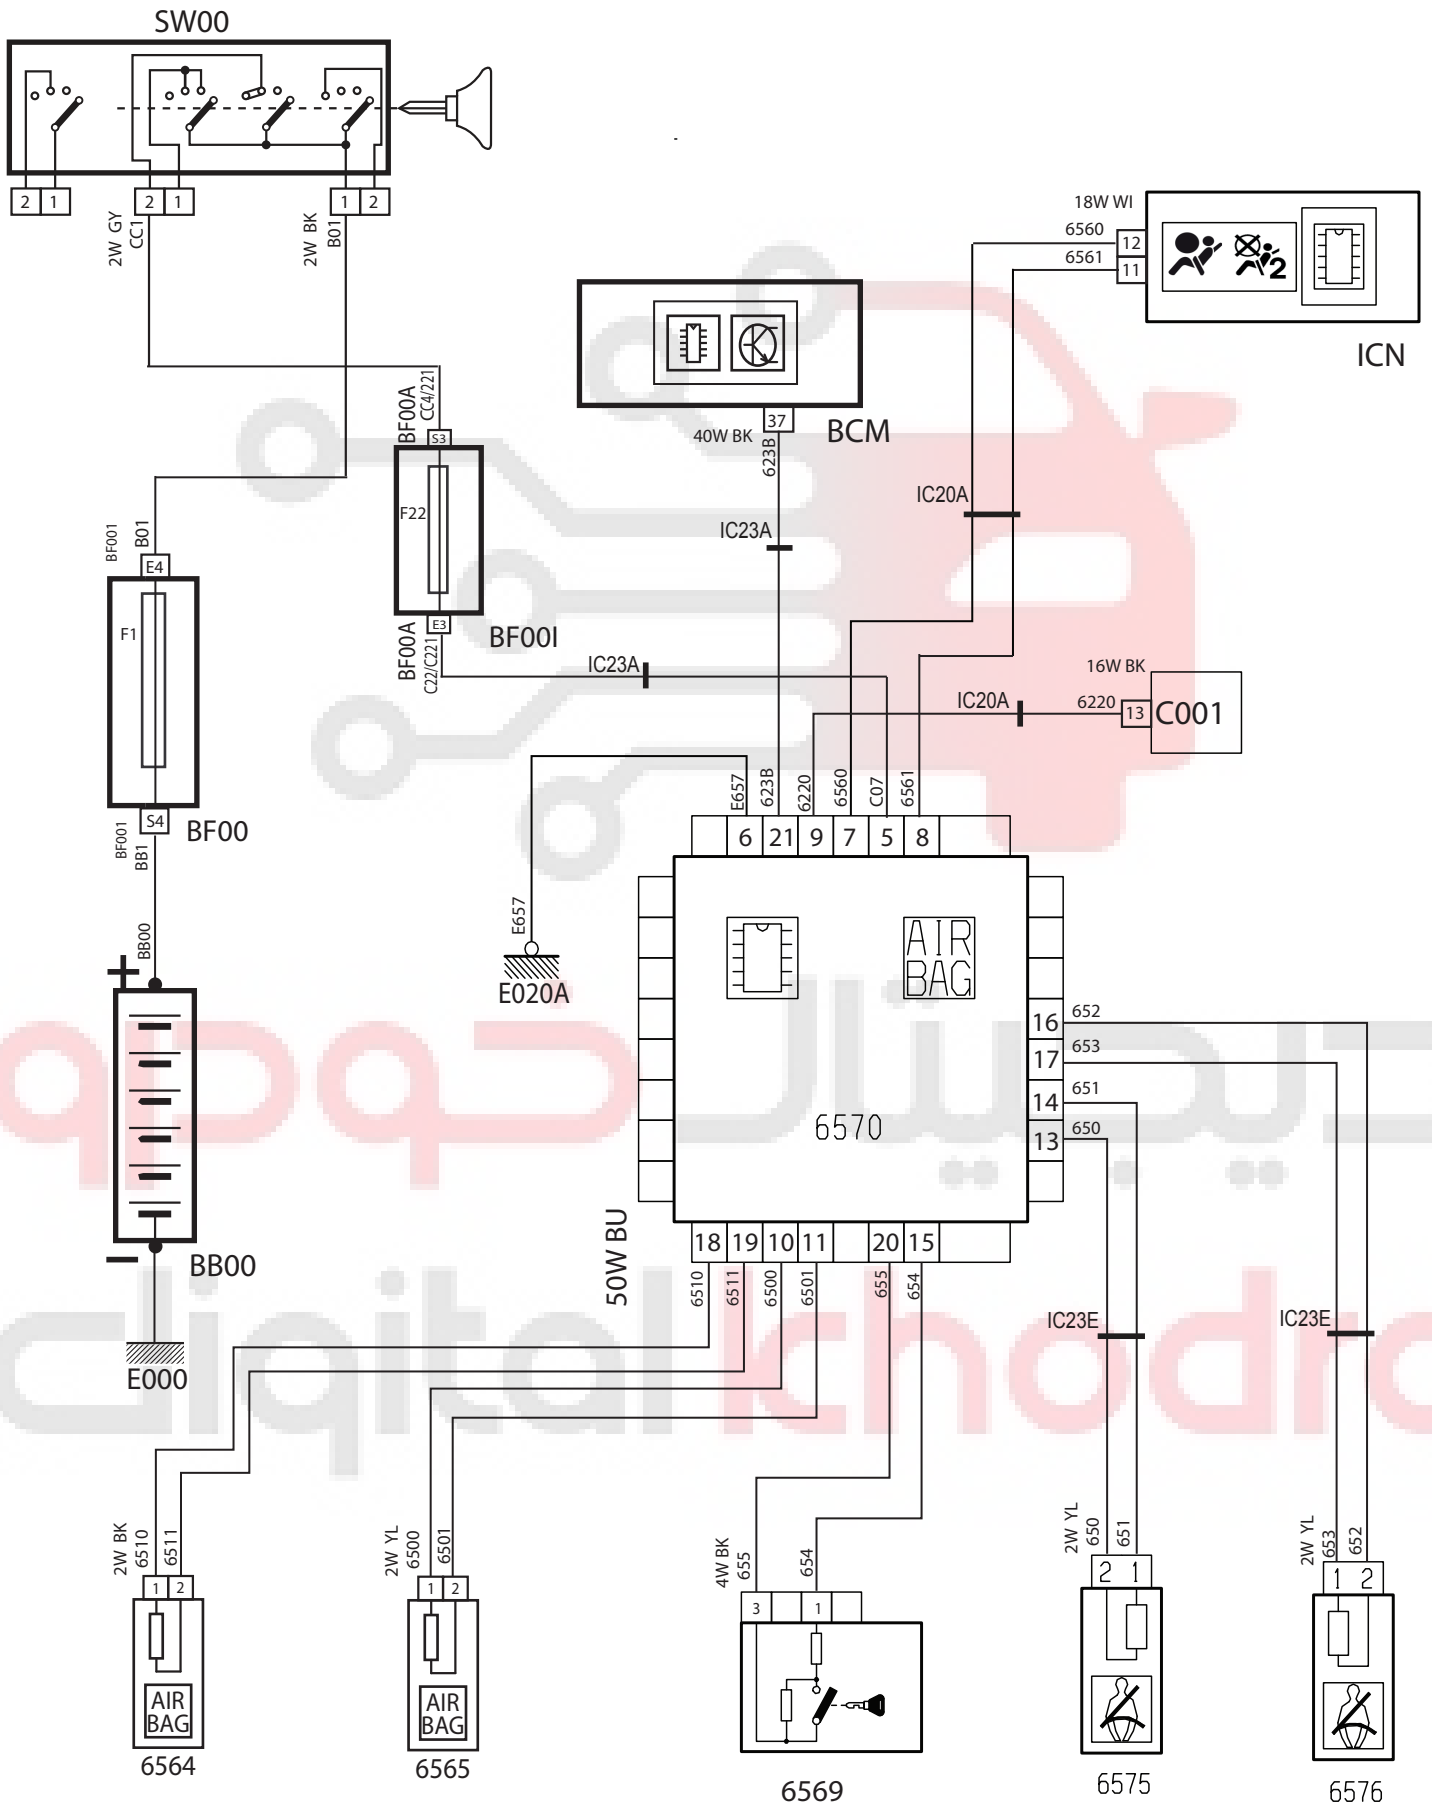 SW00
2 1 2 1 1 2
2W GY
CC1
2W BK
B01
18W WI
6560
12
6561
11
2
ICN
37
40W BK
BCM
623B
BF00A
CC4/221
S3
F22
E3
BF00A
C22/C221
BF00I
IC23A
IC20A
IC23A
16W BK
IC20A
6220
13
C001
BF001
B01
E4
F1
S4
BF00
BF001
BB1
BB00
+
−
BB00
E000
E657
623B
6220
6560
C07
6561
6 21 9 7 5 8
E657
E020A
AIR
BAG
6570
16 652
17 653
14 651
13 650
دیجیتال خودرو
50W BU
18 19 10 11 20 15
6510
6511
6500
6501
655
654
IC23E
IC23E
digital khodro
2W BK
6510
6511
1 2
AIR
BAG
6564
2W YL
6500
6501
1 2
AIR
BAG
6565
4W BK
655
654
3 1
6569
2W YL
650
651
2 1
6575
2W YL
653
652
1 2
6576